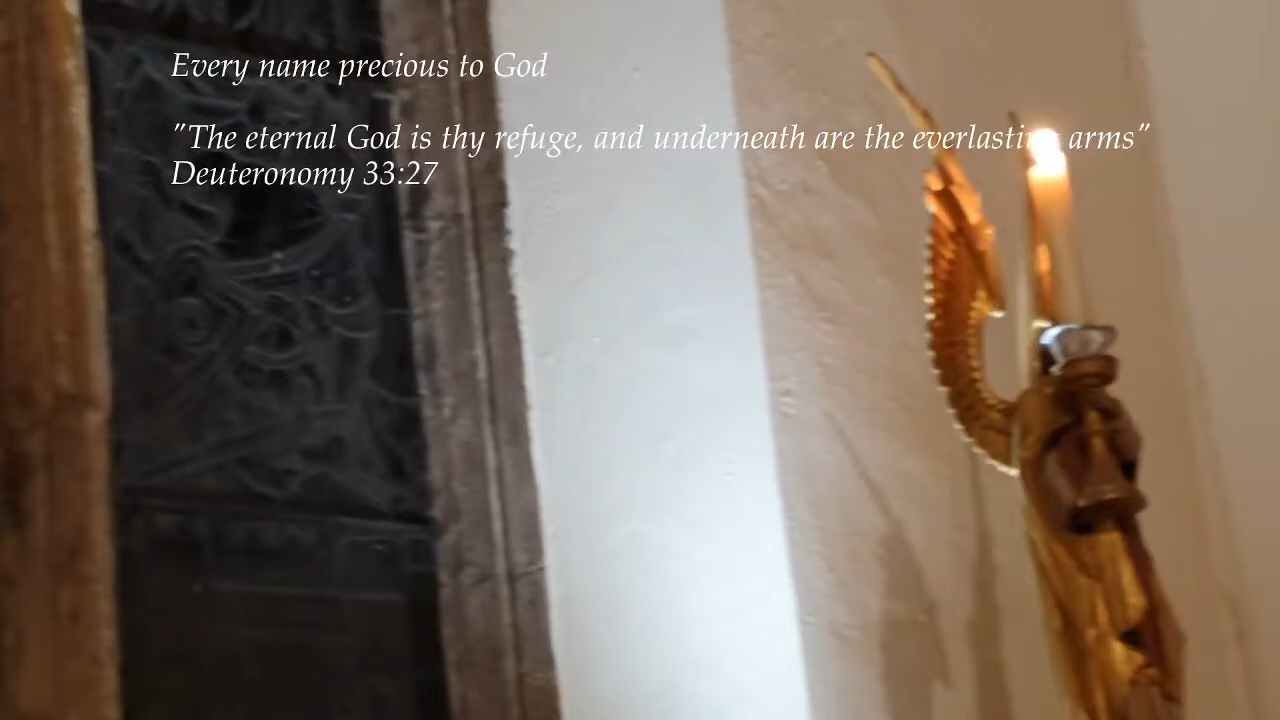 Every name precious to God
"The eternal God is thy refuge, and underneath are the everlasting arms"
Deuteronomy 33:27